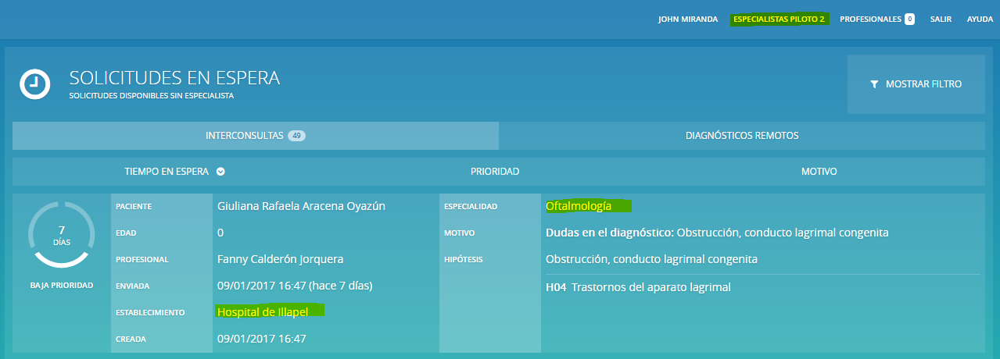 JOHN MIRANDA ESPECIALISTAS PILOTO 2 PROFESIONALES 0 SALIR AYUDA
SOLICITUDES EN ESPERA
SOLICITUDES DISPONIBLES SIN ESPECIALISTA
MOSTRAR FILTRO
INTERCONSULTAS 49 DIAGNÓSTICOS REMOTOS
TIEMPO EN ESPERA PRIORIDAD MOTIVO
7
DÍAS
BAJA PRIORIDAD
PACIENTE Giuliana Rafaela Aracena Oyazún
EDAD 0
PROFESIONAL Fanny Calderón Jorquera
ENVIADA 09/01/2017 16:47 (hace 7 días)
ESTABLECIMIENTO Hospital de Illapel
CREADA 09/01/2017 16:47
ESPECIALIDAD Oftalmología
MOTIVO Dudas en el diagnóstico: Obstrucción, conducto lagrimal congenita
HIPÓTESIS Obstrucción, conducto lagrimal congenita
H04 Trastornos del aparato lagrimal